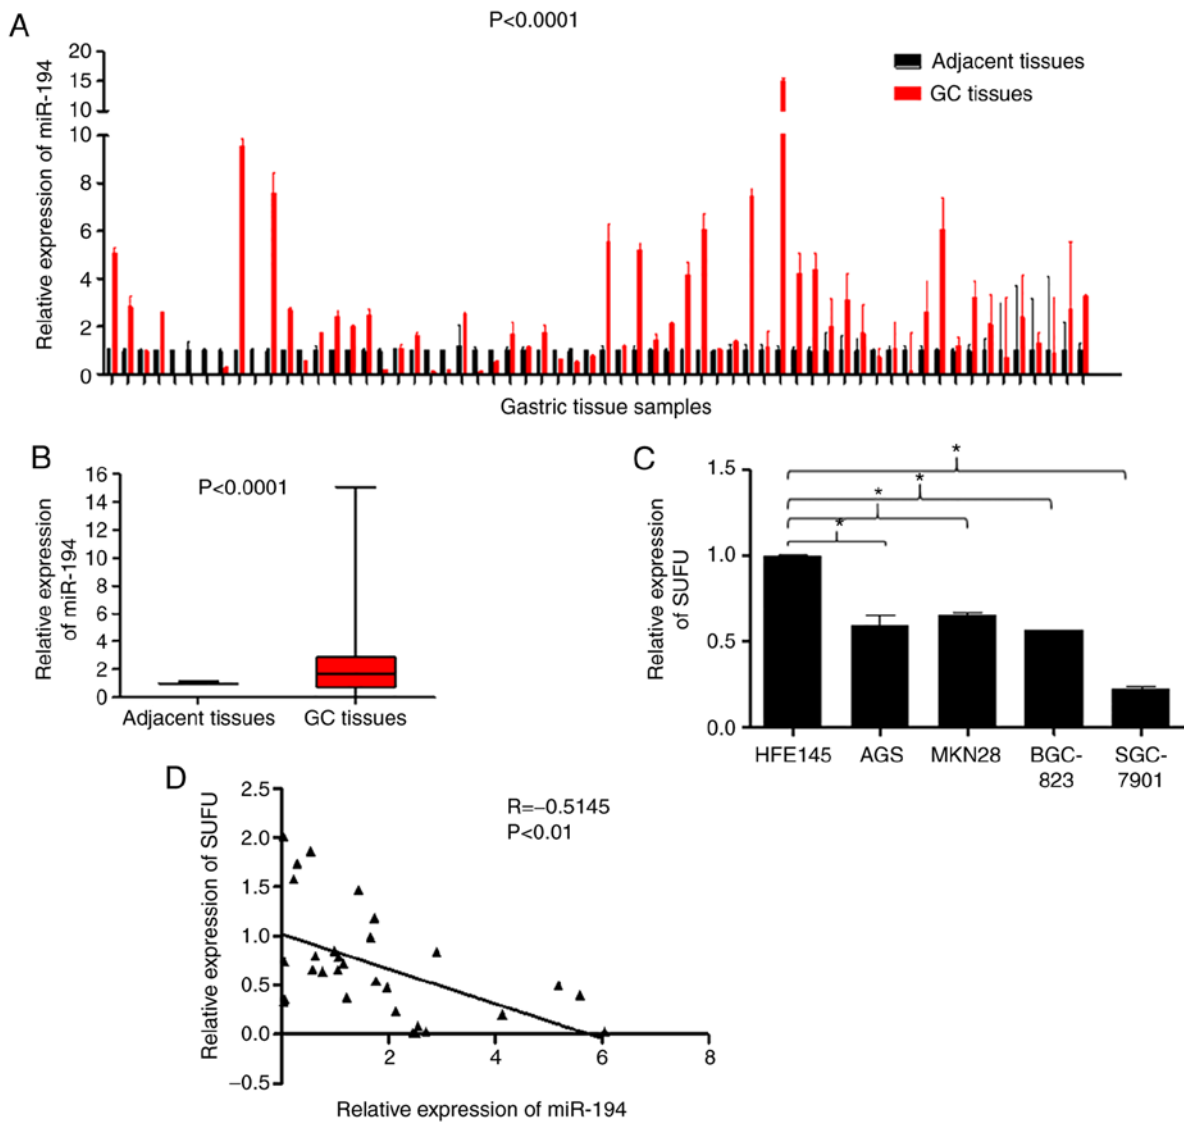 A
P<0.0001
Relative expression of miR-194
20
15
10
10
8
6
4
2
0
Adjacent tissues
GC tissues
Gastric tissue samples
B
P<0.0001
Relative expression
of miR-194
16
14
12
10
8
6
4
2
0
Adjacent tissues
GC tissues
C
Relative expression
of SUFU
1.5
1.0
0.5
0.0
*
*
*
*
HFE145
AGS
MKN28
BGC-
823
SGC-
7901
D
R=−0.5145
P<0.01
Relative expression of SUFU
2.5
2.0
1.5
1.0
0.5
0.0
−0.5
2
4
6
8
Relative expression of miR-194